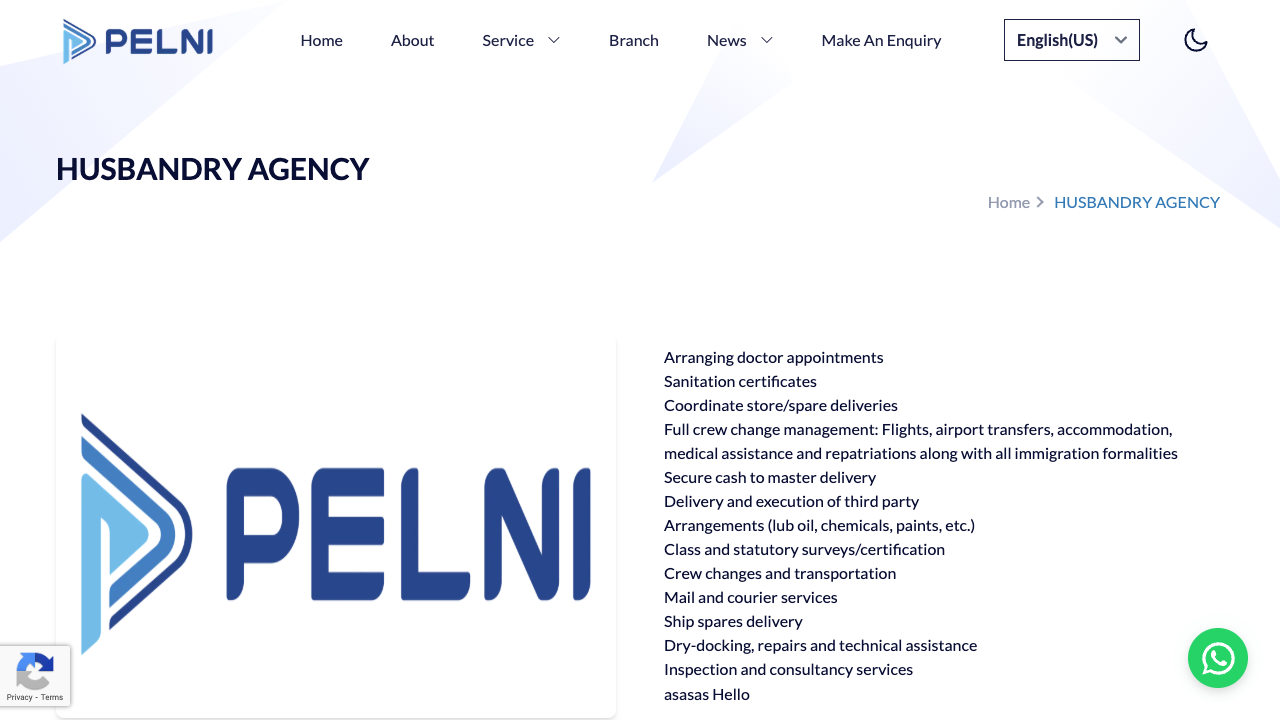 PELNI
Home
About
Service
Branch
News
Make An Enquiry
English(US)
HUSBANDRY AGENCY
Home
HUSBANDRY AGENCY
PELNI
Arranging doctor appointments
Sanitation certificates
Coordinate store/spare deliveries
Full crew change management: Flights, airport transfers, accommodation,
medical assistance and repatriations along with all immigration formalities
Secure cash to master delivery
Delivery and execution of third party
Arrangements (lub oil, chemicals, paints, etc.)
Class and statutory surveys/certification
Crew changes and transportation
Mail and courier services
Ship spares delivery
Dry-docking, repairs and technical assistance
Inspection and consultancy services
asasas Hello
Privacy - Terms